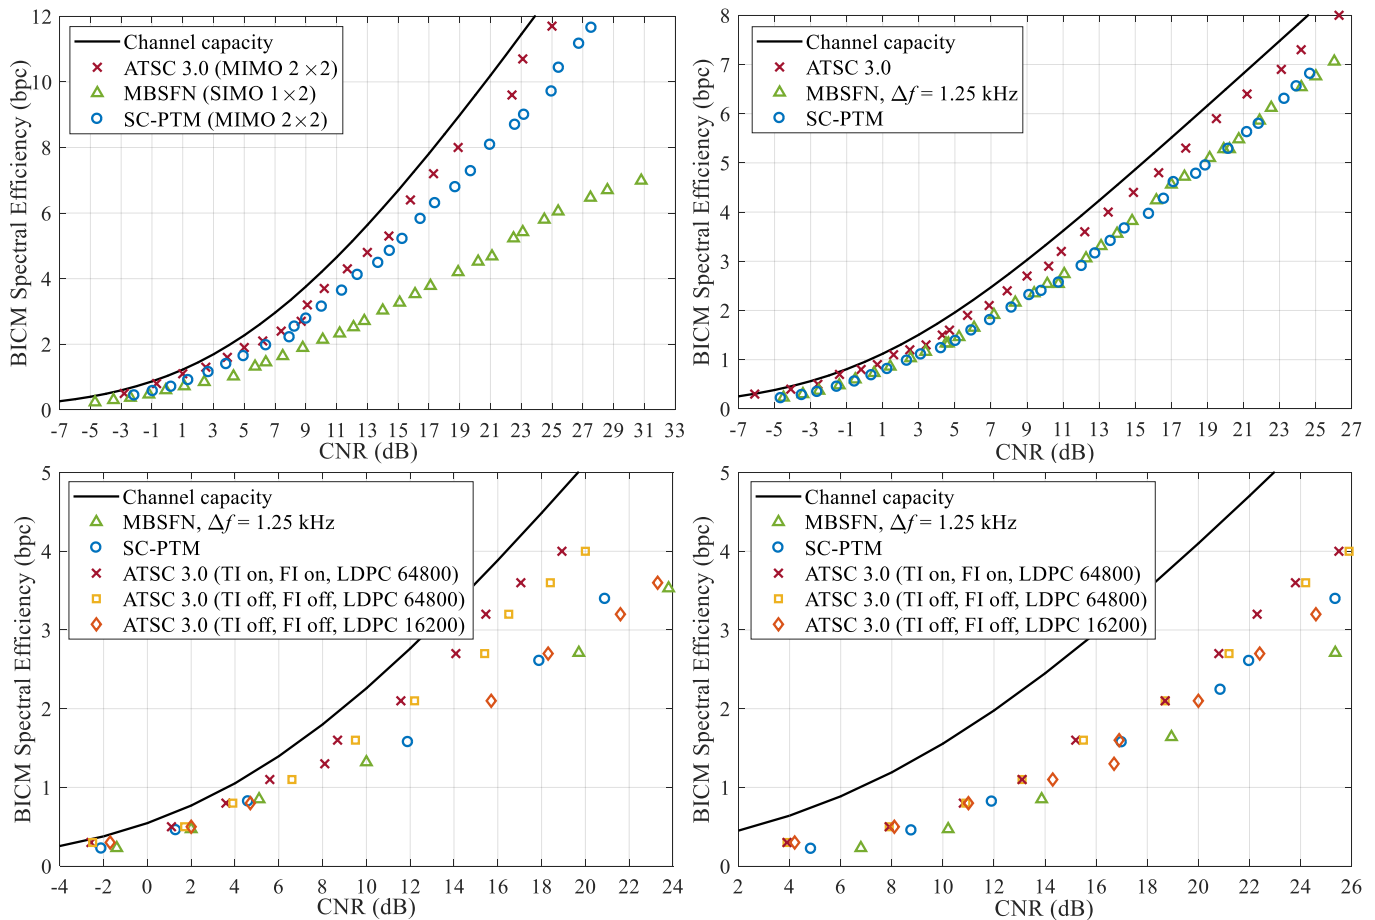 12
10
8
6
4
2
0
BICM Spectral Efficiency (bpc)
Channel capacity
ATSC 3.0 (MIMO 2×2)
MBSFN (SIMO 1×2)
SC-PTM (MIMO 2×2)
-7 -5 -3 -1 1 3 5 7 9 11 13 15 17 19 21 23 25 27 29 31 33
CNR (dB)
8
7
6
5
4
3
2
1
0
BICM Spectral Efficiency (bpc)
Channel capacity
ATSC 3.0
MBSFN, Δf = 1.25 kHz
SC-PTM
-7 -5 -3 -1 1 3 5 7 9 11 13 15 17 19 21 23 25 27
CNR (dB)
5
4
3
2
1
0
BICM Spectral Efficiency (bpc)
Channel capacity
MBSFN, Δf = 1.25 kHz
SC-PTM
ATSC 3.0 (TI on, FI on, LDPC 64800)
ATSC 3.0 (TI off, FI off, LDPC 64800)
ATSC 3.0 (TI off, FI off, LDPC 16200)
-4 -2 0 2 4 6 8 10 12 14 16 18 20 22 24
CNR (dB)
5
4
3
2
1
0
BICM Spectral Efficiency (bpc)
Channel capacity
MBSFN, Δf = 1.25 kHz
SC-PTM
ATSC 3.0 (TI on, FI on, LDPC 64800)
ATSC 3.0 (TI off, FI off, LDPC 64800)
ATSC 3.0 (TI off, FI off, LDPC 16200)
2 4 6 8 10 12 14 16 18 20 22 24 26
CNR (dB)